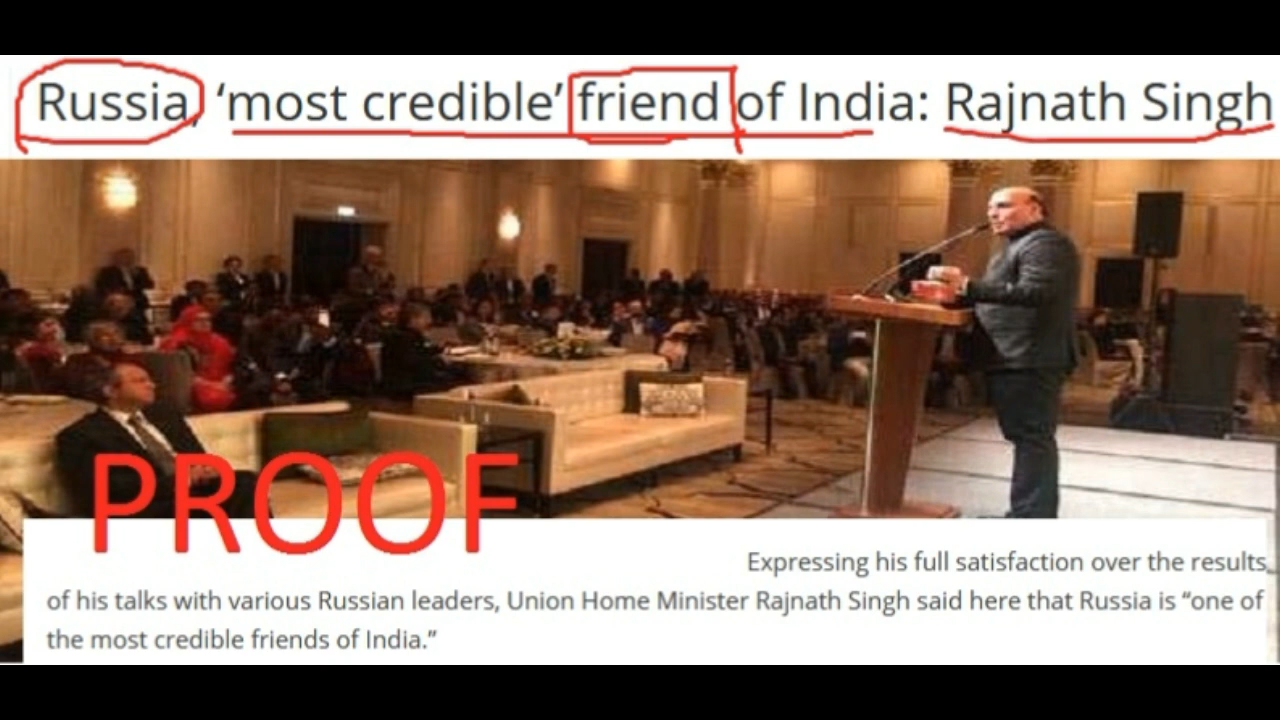 Russia, ‘most credible’ friend of India: Rajnath Singh
PROOF
Expressing his full satisfaction over the results
of his talks with various Russian leaders, Union Home Minister Rajnath Singh said here that Russia is “one of
the most credible friends of India.”